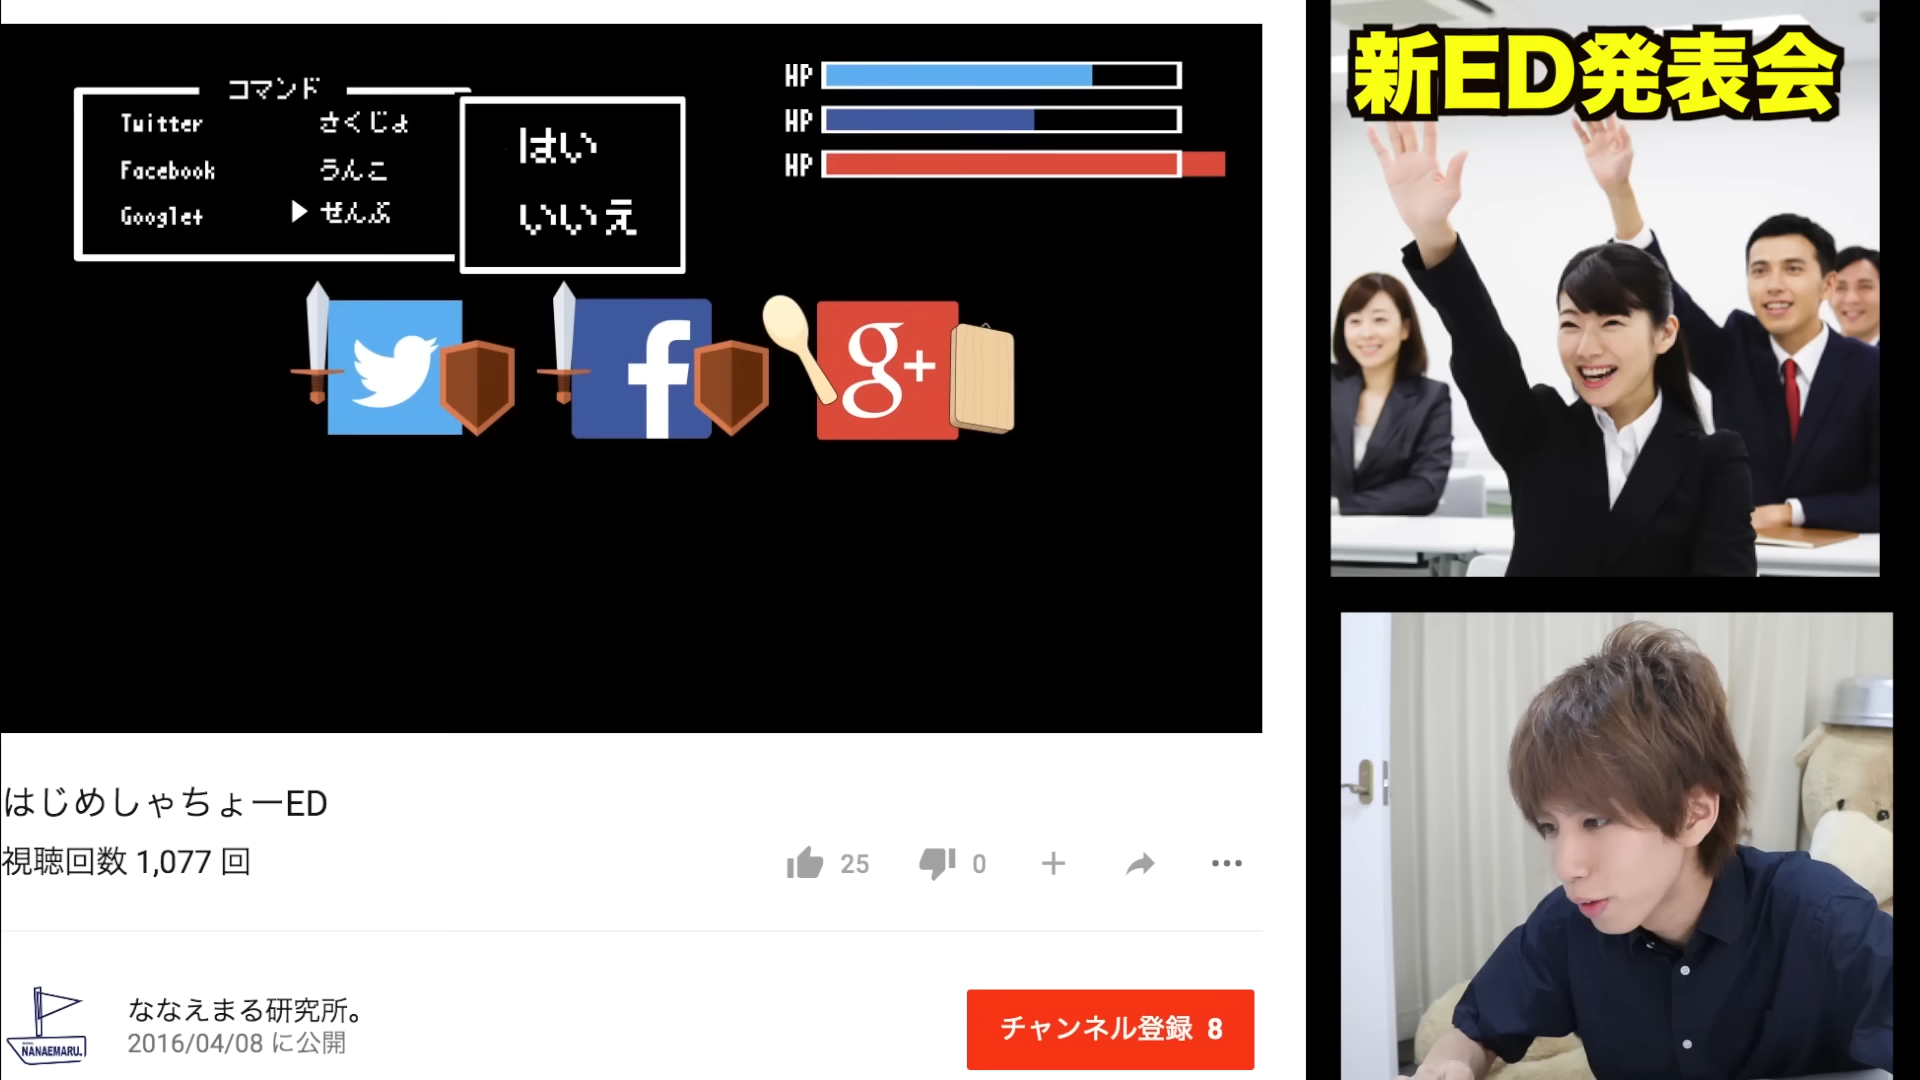 コマンド
Twitter さくじょ
Facebook うんこ
Google+ ▶ぜんぶ
はい
いいえ
HP
HP
HP
f
g+
新ED発表会
はじめしゃちょーED
視聴回数 1,077 回
25 0
ななえまる研究所。
2016/04/08 に公開
NANAEMARU.
チャンネル登録 8